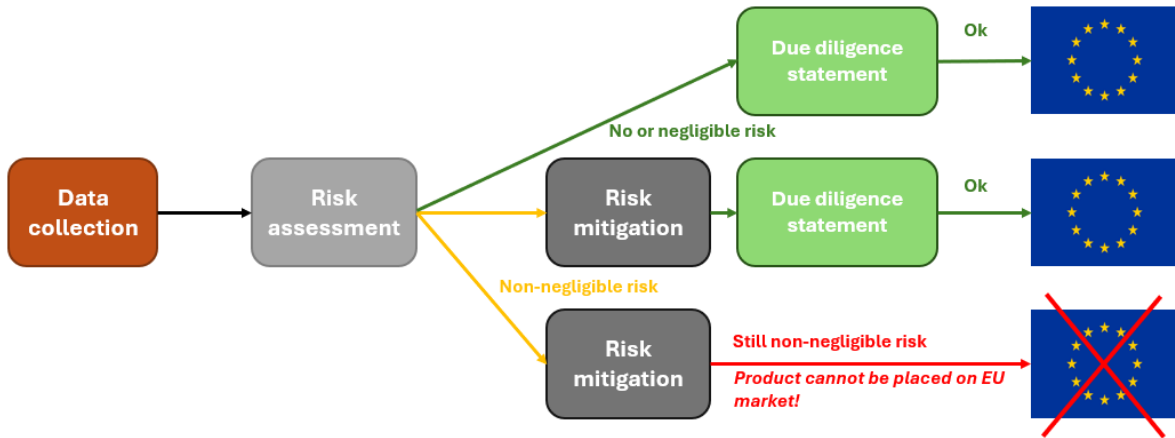 Due diligence
statement
Ok
No or negligible risk
Data
collection
Risk
assessment
Risk
mitigation
Due diligence
statement
Ok
Non-negligible risk
Risk
mitigation
Still non-negligible risk
Product cannot be placed on EU
market!